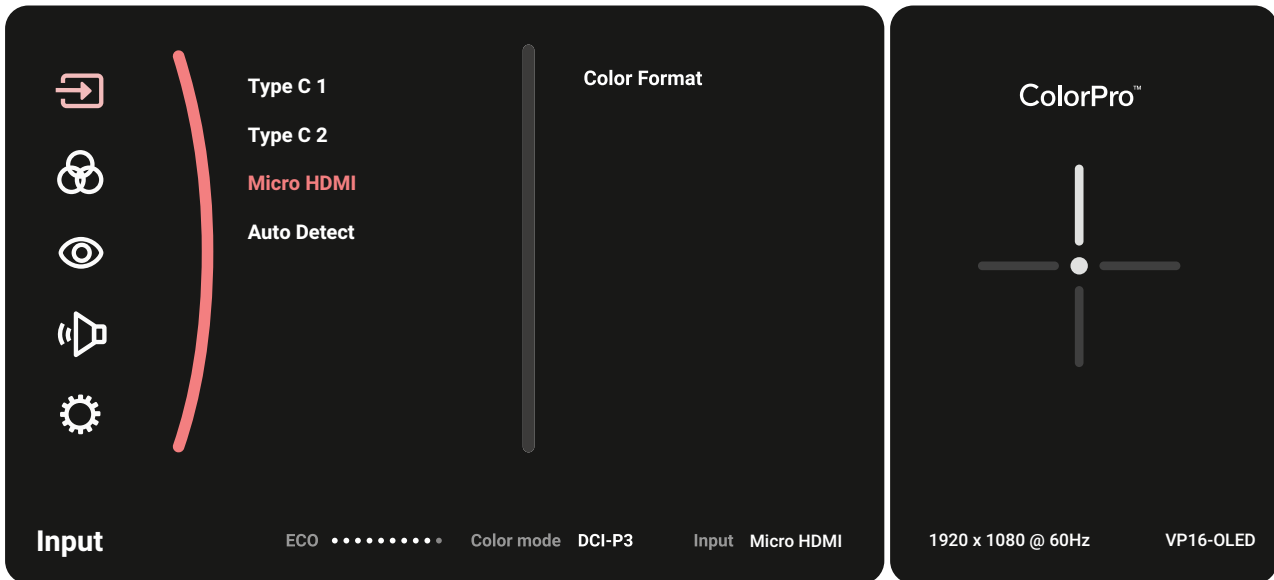 Type C 1
Type C 2
Micro HDMI
Auto Detect
Color Format
Input
ECO
Color mode DCI-P3
Input Micro HDMI
ColorPro™
1920 x 1080 @ 60Hz
VP16-OLED